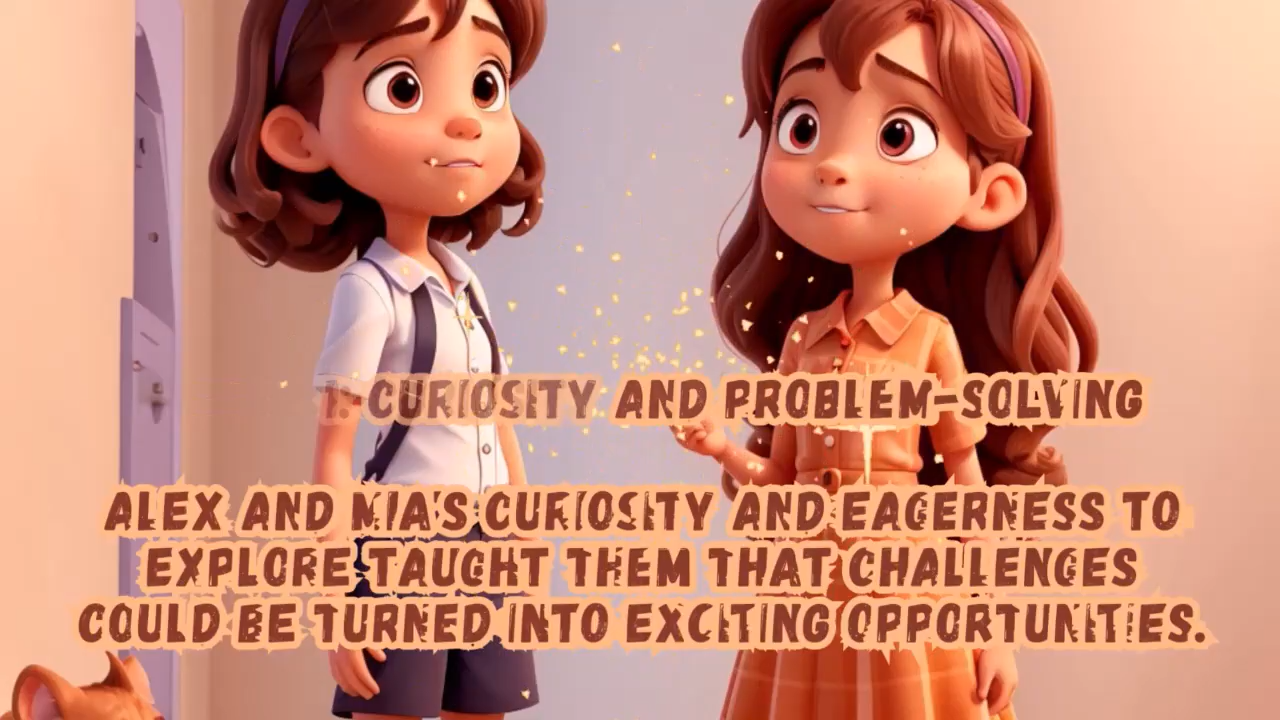 1. CURIOSITY AND PROBLEM-SOLVING
ALEX AND MIA'S CURIOSITY AND EAGERNESS TO
EXPLORE TAUGHT THEM THAT CHALLENGES
COULD BE TURNED INTO EXCITING OPPORTUNITIES.